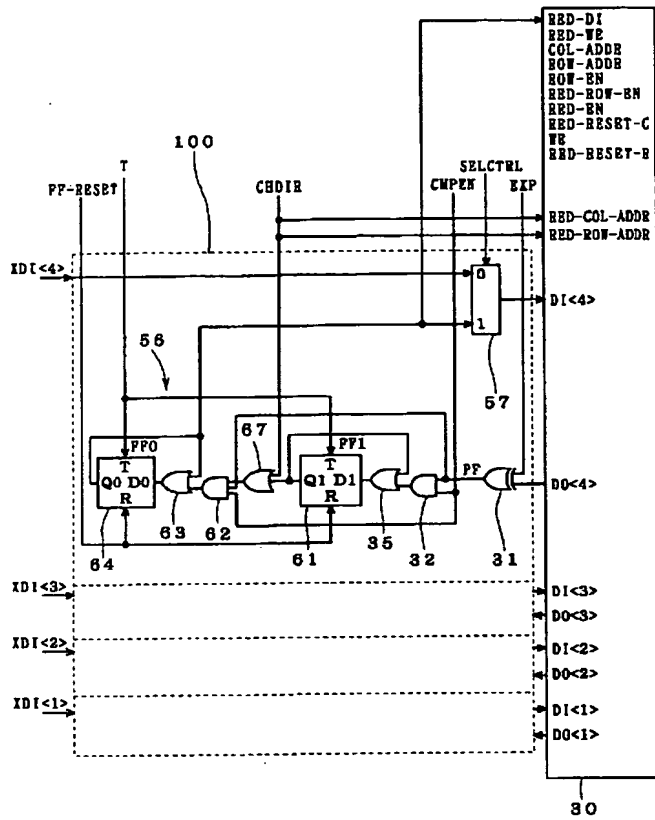 RED-DI
RED-WE
COL-ADDR
ROW-ADDR
ROW-EN
RED-ROW-EN
RED-EN
RED-RESET-C
WE
RED-RESET-R
100
T
SELCTRL
FF-RESET
CHDIR
CMPEN
EXP
RED-COL-ADDR
RED-ROW-ADDR
XDI<4>
0
DI<4>
1
56
57
67
FF0
FF1
T
T
PF
DO<4>
Q0 D0
Q1 D1
R
R
64
63
62
61
35
32
31
XDI<3>
DI<3>
DO<3>
XDI<2>
DI<2>
DO<2>
XDI<1>
DI<1>
DO<1>
30